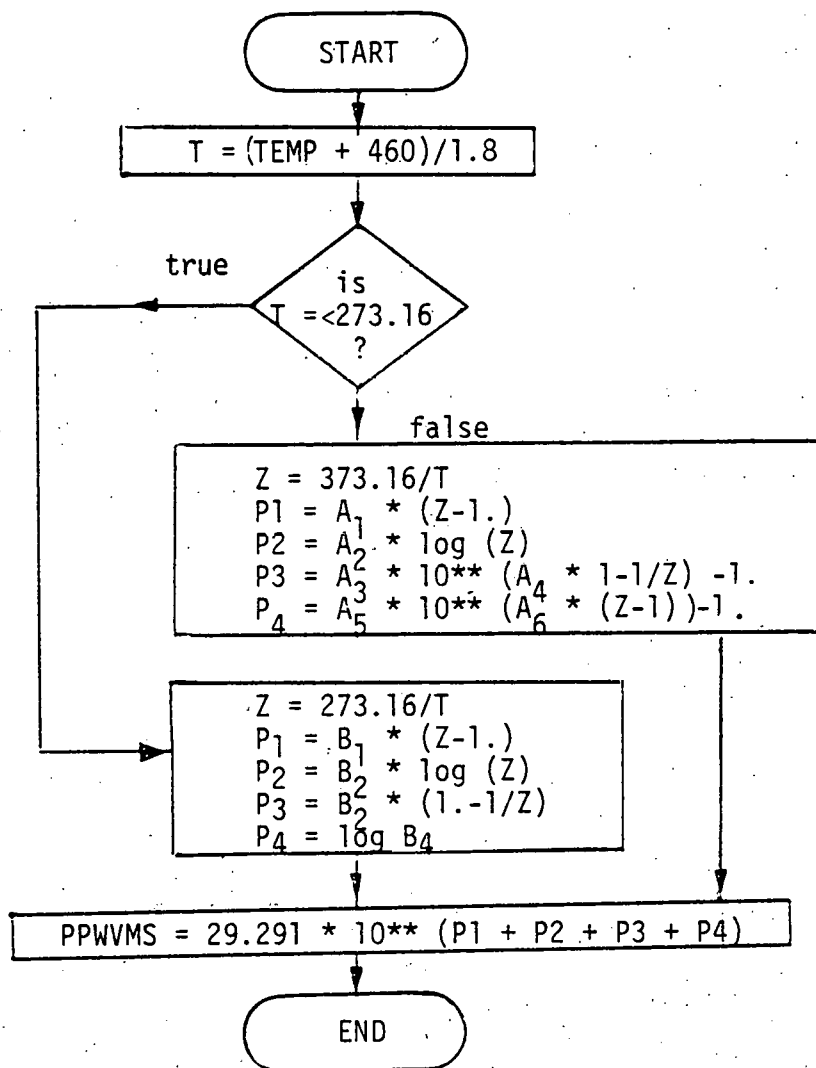 START
T = (TEMP + 460)/1.8
true
is
T =<273.16
?
false
Z = 373.16/T
P1 = A₁ * (Z-1.)
P2 = A₂ * log (Z)
P3 = A₃ * 10** (A₄ * 1-1/Z) -1.
P₄ = A₅ * 10** (A₆ * (Z-1))-1.
Z = 273.16/T
P₁ = B₁ * (Z-1.)
P₂ = B₂ * log (Z)
P₃ = B₂ * (1.-1/Z)
P₄ = log B₄
PPWVMS = 29.291 * 10** (P1 + P2 + P3 + P4)
END